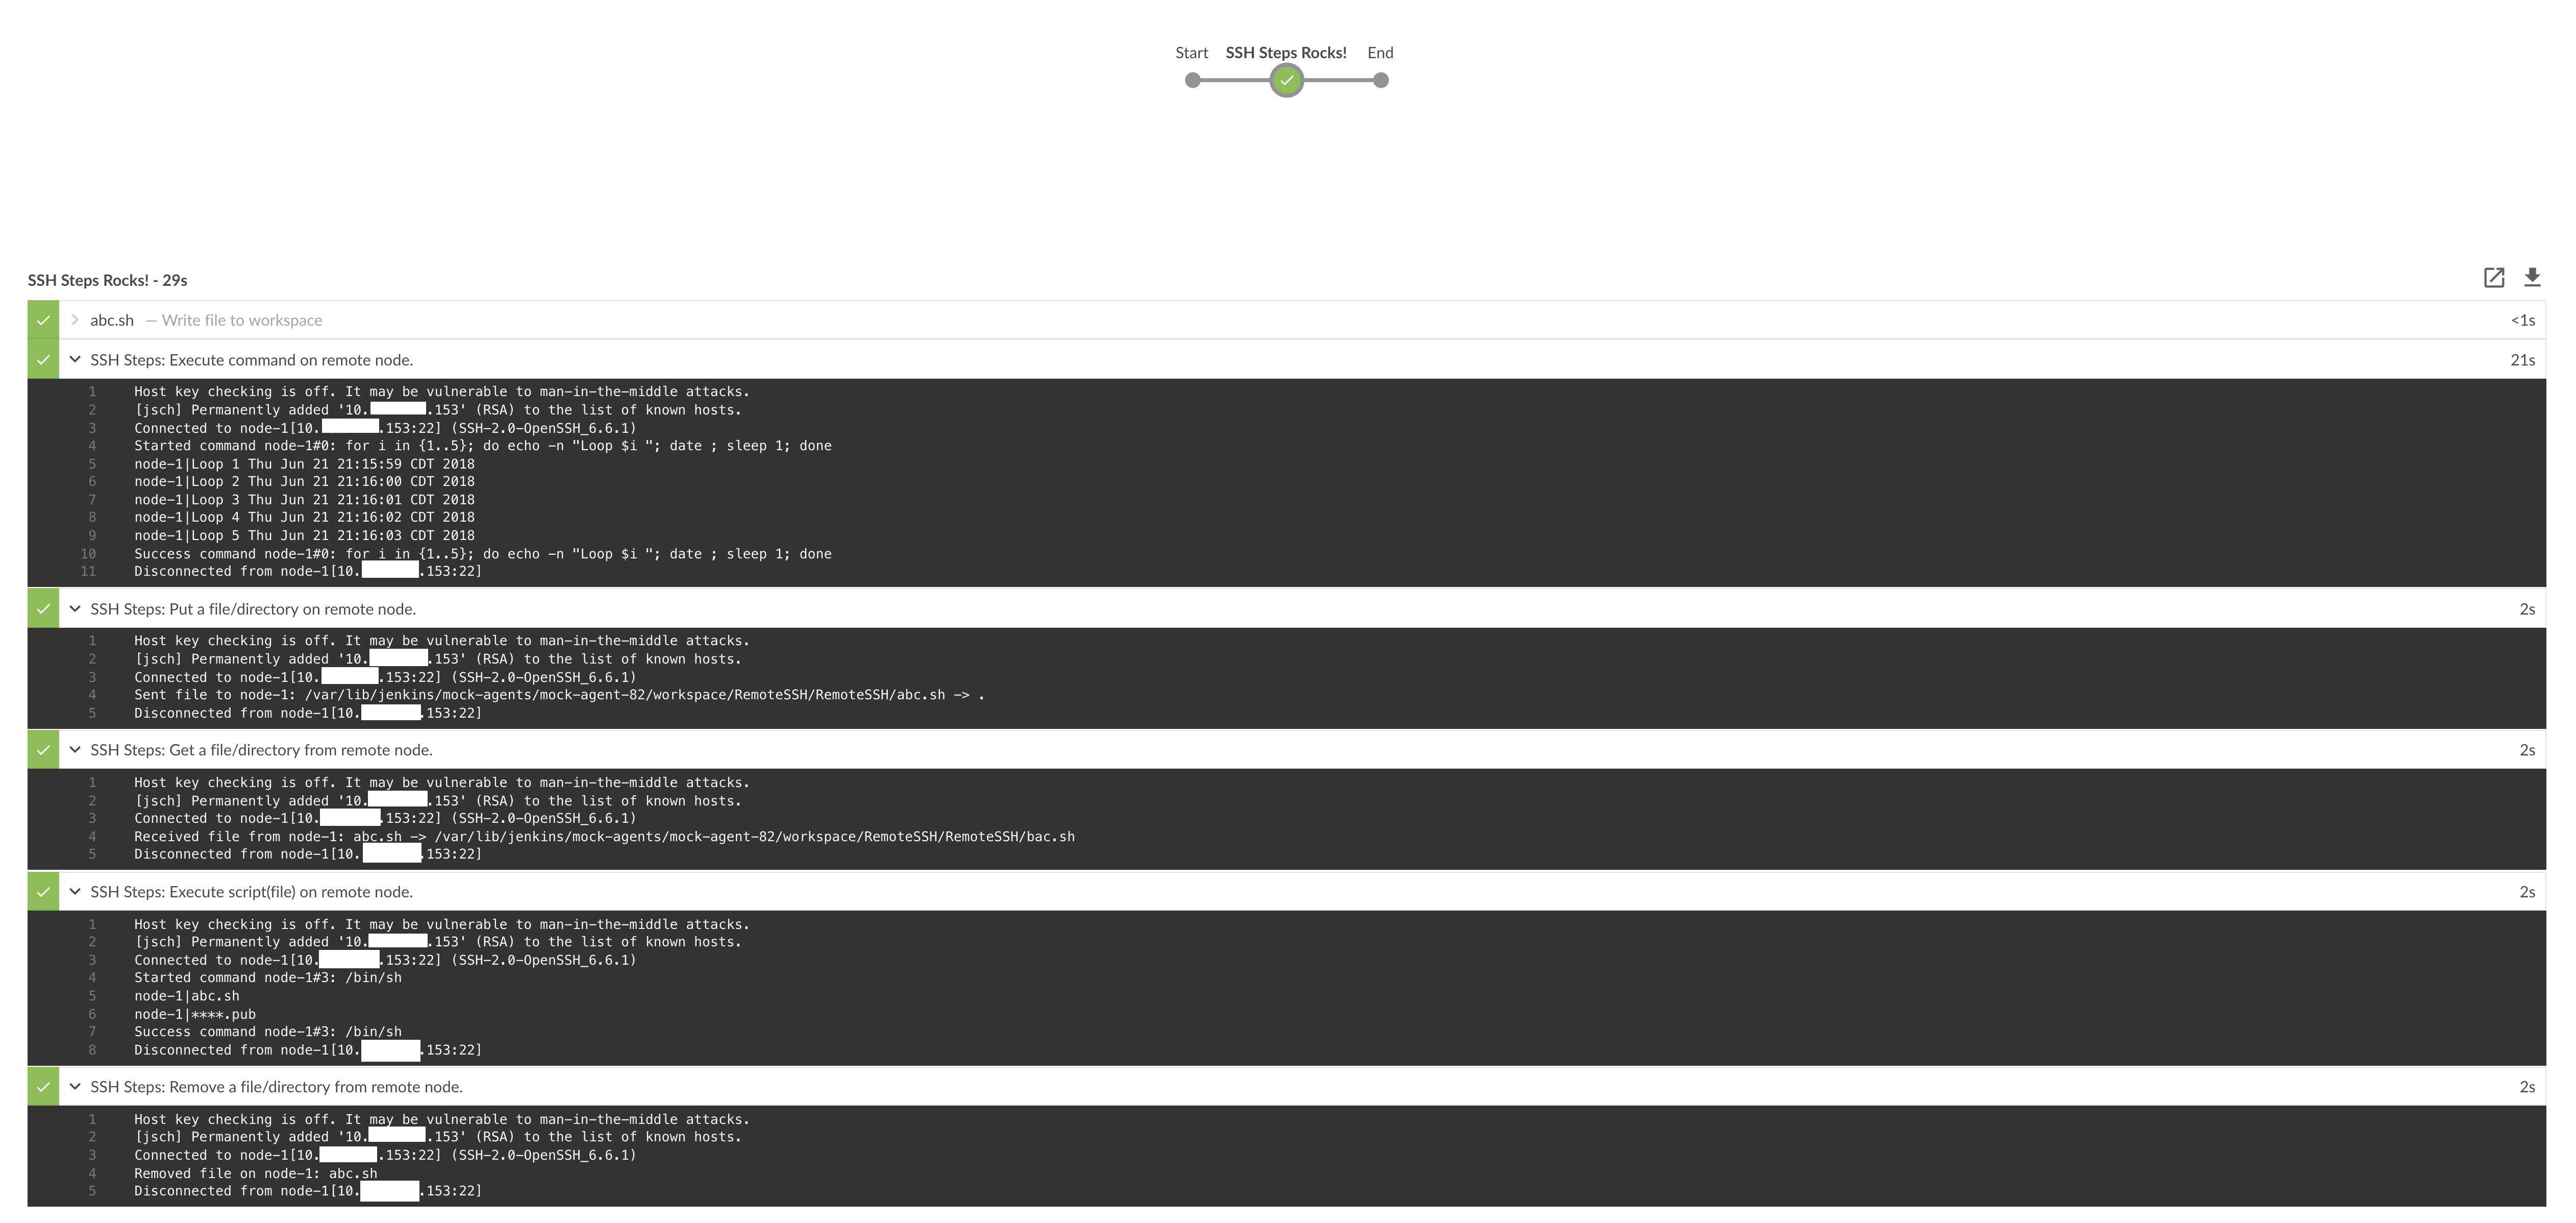 Start SSH Steps Rocks! End
SSH Steps Rocks! - 29s
abc.sh — Write file to workspace <1s
SSH Steps: Execute command on remote node. 21s
1 Host key checking is off. It may be vulnerable to man-in-the-middle attacks.
2 [jsch] Permanently added '10. .153' (RSA) to the list of known hosts.
3 Connected to node-1[10. .153:22] (SSH-2.0-OpenSSH_6.6.1)
4 Started command node-1#0: for i in {1..5}; do echo -n "Loop $i "; date ; sleep 1; done
5 node-1|Loop 1 Thu Jun 21 21:15:59 CDT 2018
6 node-1|Loop 2 Thu Jun 21 21:16:00 CDT 2018
7 node-1|Loop 3 Thu Jun 21 21:16:01 CDT 2018
8 node-1|Loop 4 Thu Jun 21 21:16:02 CDT 2018
9 node-1|Loop 5 Thu Jun 21 21:16:03 CDT 2018
10 Success command node-1#0: for i in {1..5}; do echo -n "Loop $i "; date ; sleep 1; done
11 Disconnected from node-1[10. .153:22]
SSH Steps: Put a file/directory on remote node. 2s
1 Host key checking is off. It may be vulnerable to man-in-the-middle attacks.
2 [jsch] Permanently added '10. .153' (RSA) to the list of known hosts.
3 Connected to node-1[10. .153:22] (SSH-2.0-OpenSSH_6.6.1)
4 Sent file to node-1: /var/lib/jenkins/mock-agents/mock-agent-82/workspace/RemoteSSH/RemoteSSH/abc.sh -> .
5 Disconnected from node-1[10. .153:22]
SSH Steps: Get a file/directory from remote node. 2s
1 Host key checking is off. It may be vulnerable to man-in-the-middle attacks.
2 [jsch] Permanently added '10. .153' (RSA) to the list of known hosts.
3 Connected to node-1[10. .153:22] (SSH-2.0-OpenSSH_6.6.1)
4 Received file from node-1: abc.sh -> /var/lib/jenkins/mock-agents/mock-agent-82/workspace/RemoteSSH/RemoteSSH/bac.sh
5 Disconnected from node-1[10. .153:22]
SSH Steps: Execute script(file) on remote node. 2s
1 Host key checking is off. It may be vulnerable to man-in-the-middle attacks.
2 [jsch] Permanently added '10. .153' (RSA) to the list of known hosts.
3 Connected to node-1[10. .153:22] (SSH-2.0-OpenSSH_6.6.1)
4 Started command node-1#3: /bin/sh
5 node-1|abc.sh
6 node-1|****.pub
7 Success command node-1#3: /bin/sh
8 Disconnected from node-1[10. .153:22]
SSH Steps: Remove a file/directory from remote node. 2s
1 Host key checking is off. It may be vulnerable to man-in-the-middle attacks.
2 [jsch] Permanently added '10. .153' (RSA) to the list of known hosts.
3 Connected to node-1[10. .153:22] (SSH-2.0-OpenSSH_6.6.1)
4 Removed file on node-1: abc.sh
5 Disconnected from node-1[10. .153:22]